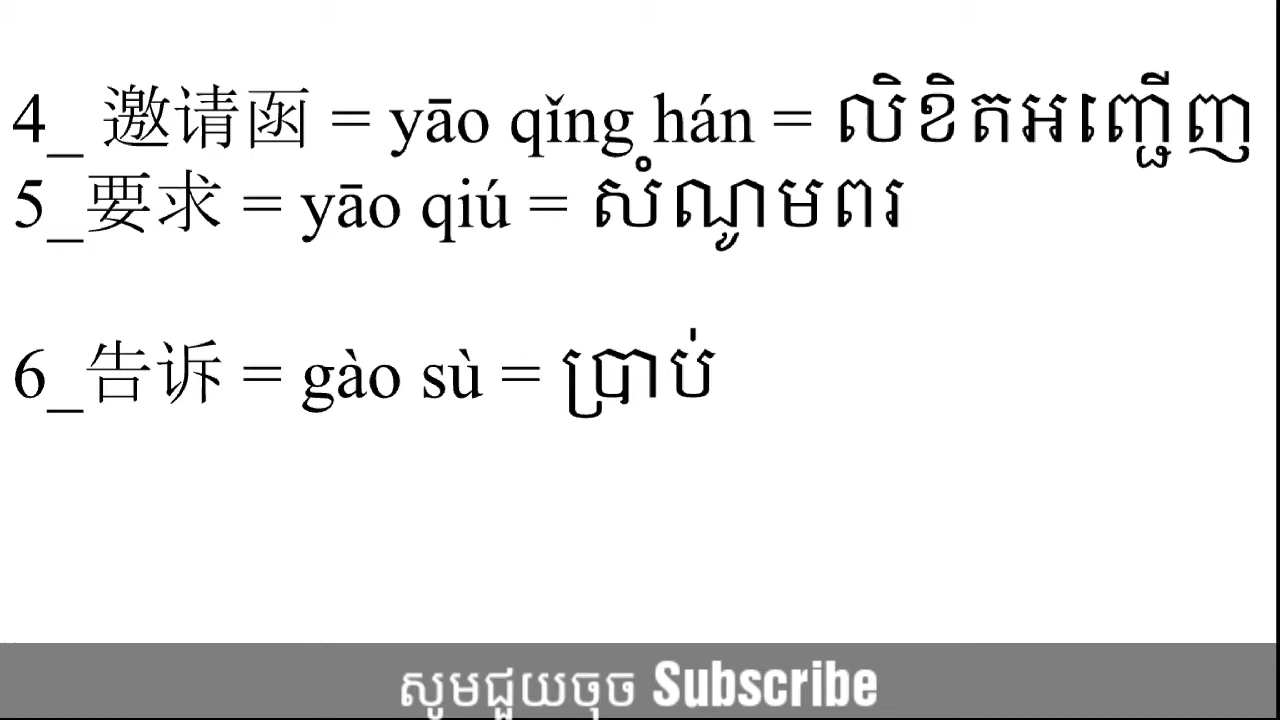 4_ 邀请函 = yāo qǐng hán = លិខិតអញ្ជើញ
5_要求 = yāo qiú = សំណូមពរ
6_告诉 = gào sù = ប្រាប់
សូមជួយចុច Subscribe